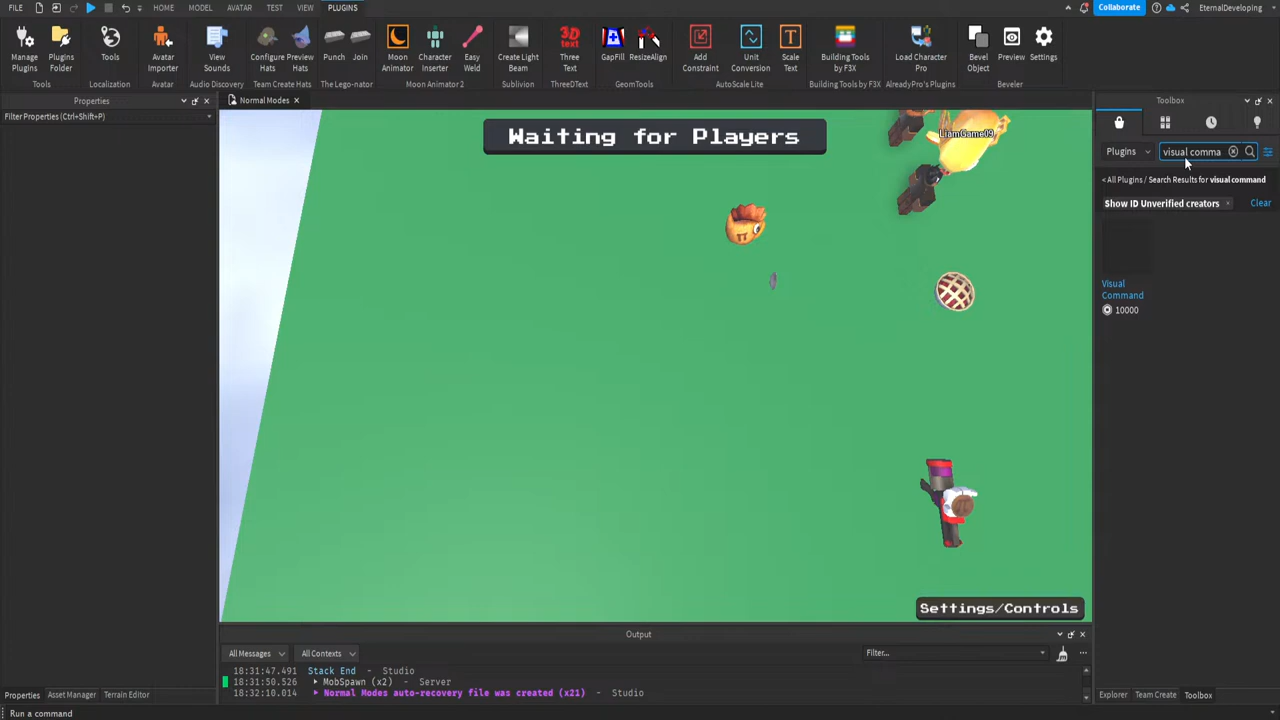 FILE HOME MODEL AVATAR TEST VIEW PLUGINS Collaborate EternalDeveloping
Manage Plugins Plugins Folder Tools Avatar Importer View Sounds Configure Hats Preview Hats Punch Join Moon Animator Character Inserter Easy Weld Create Light Beam Three Text GapFill ResizeAlign Add Constraint Unit Conversion Scale Text Building Tools by F3X Load Character Pro Bevel Object Preview Settings
3D text
Tools Localization Avatar Audio Discovery Team Create Hats The Lego-nator Moon Animator 2 Sublivion ThreeDText GeomTools AutoScale Lite Building Tools by F3X AlreadyPro's Plugins Beveler
Properties
Normal Modes
Toolbox
Filter Properties (Ctrl+Shift+P)
Waiting for Players
LiamGame09
Plugins
visual comma
< All Plugins / Search Results for visual command
Show ID Unverified creators
Clear
Visual
Command
10000
Settings/Controls
Output
All Messages All Contexts Filter... ...
18:31:47.491 Stack End - Studio
18:31:50.526 MobSpawn (x2) - Server
18:32:10.014 Normal Modes auto-recovery file was created (x21) - Studio
Properties Asset Manager Terrain Editor
Explorer Team Create Toolbox
Run a command